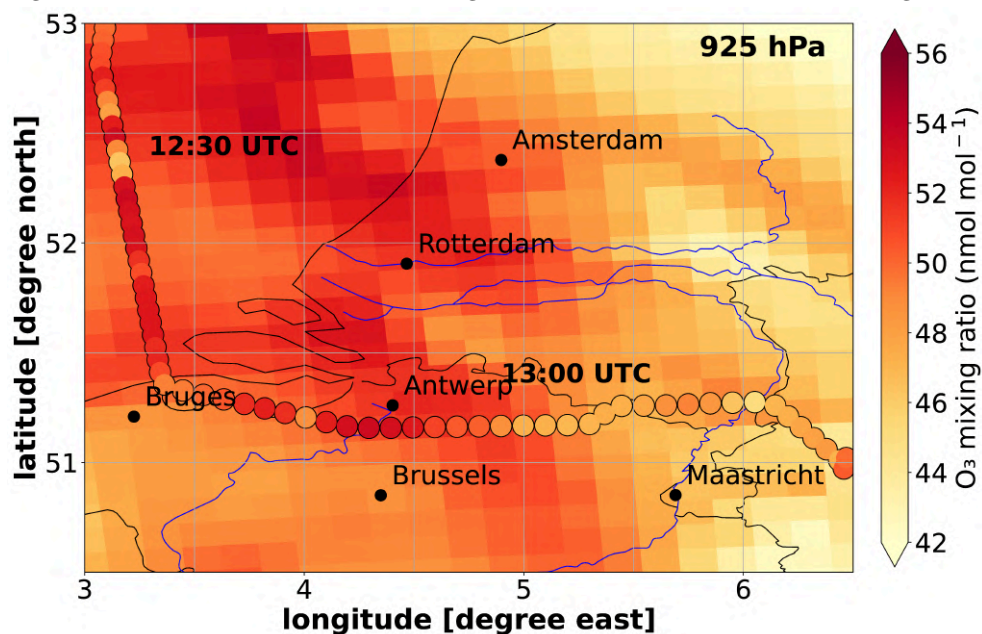 53
925 hPa
56
12:30 UTC
Amsterdam
54
52
52
Rotterdam
50
13:00 UTC
48
Antwerp
Bruges
46
51
Brussels
Maastricht
44
42
3
4
5
6
longitude [degree east]
latitude [degree north]
O₃ mixing ratio (nmol mol⁻¹)